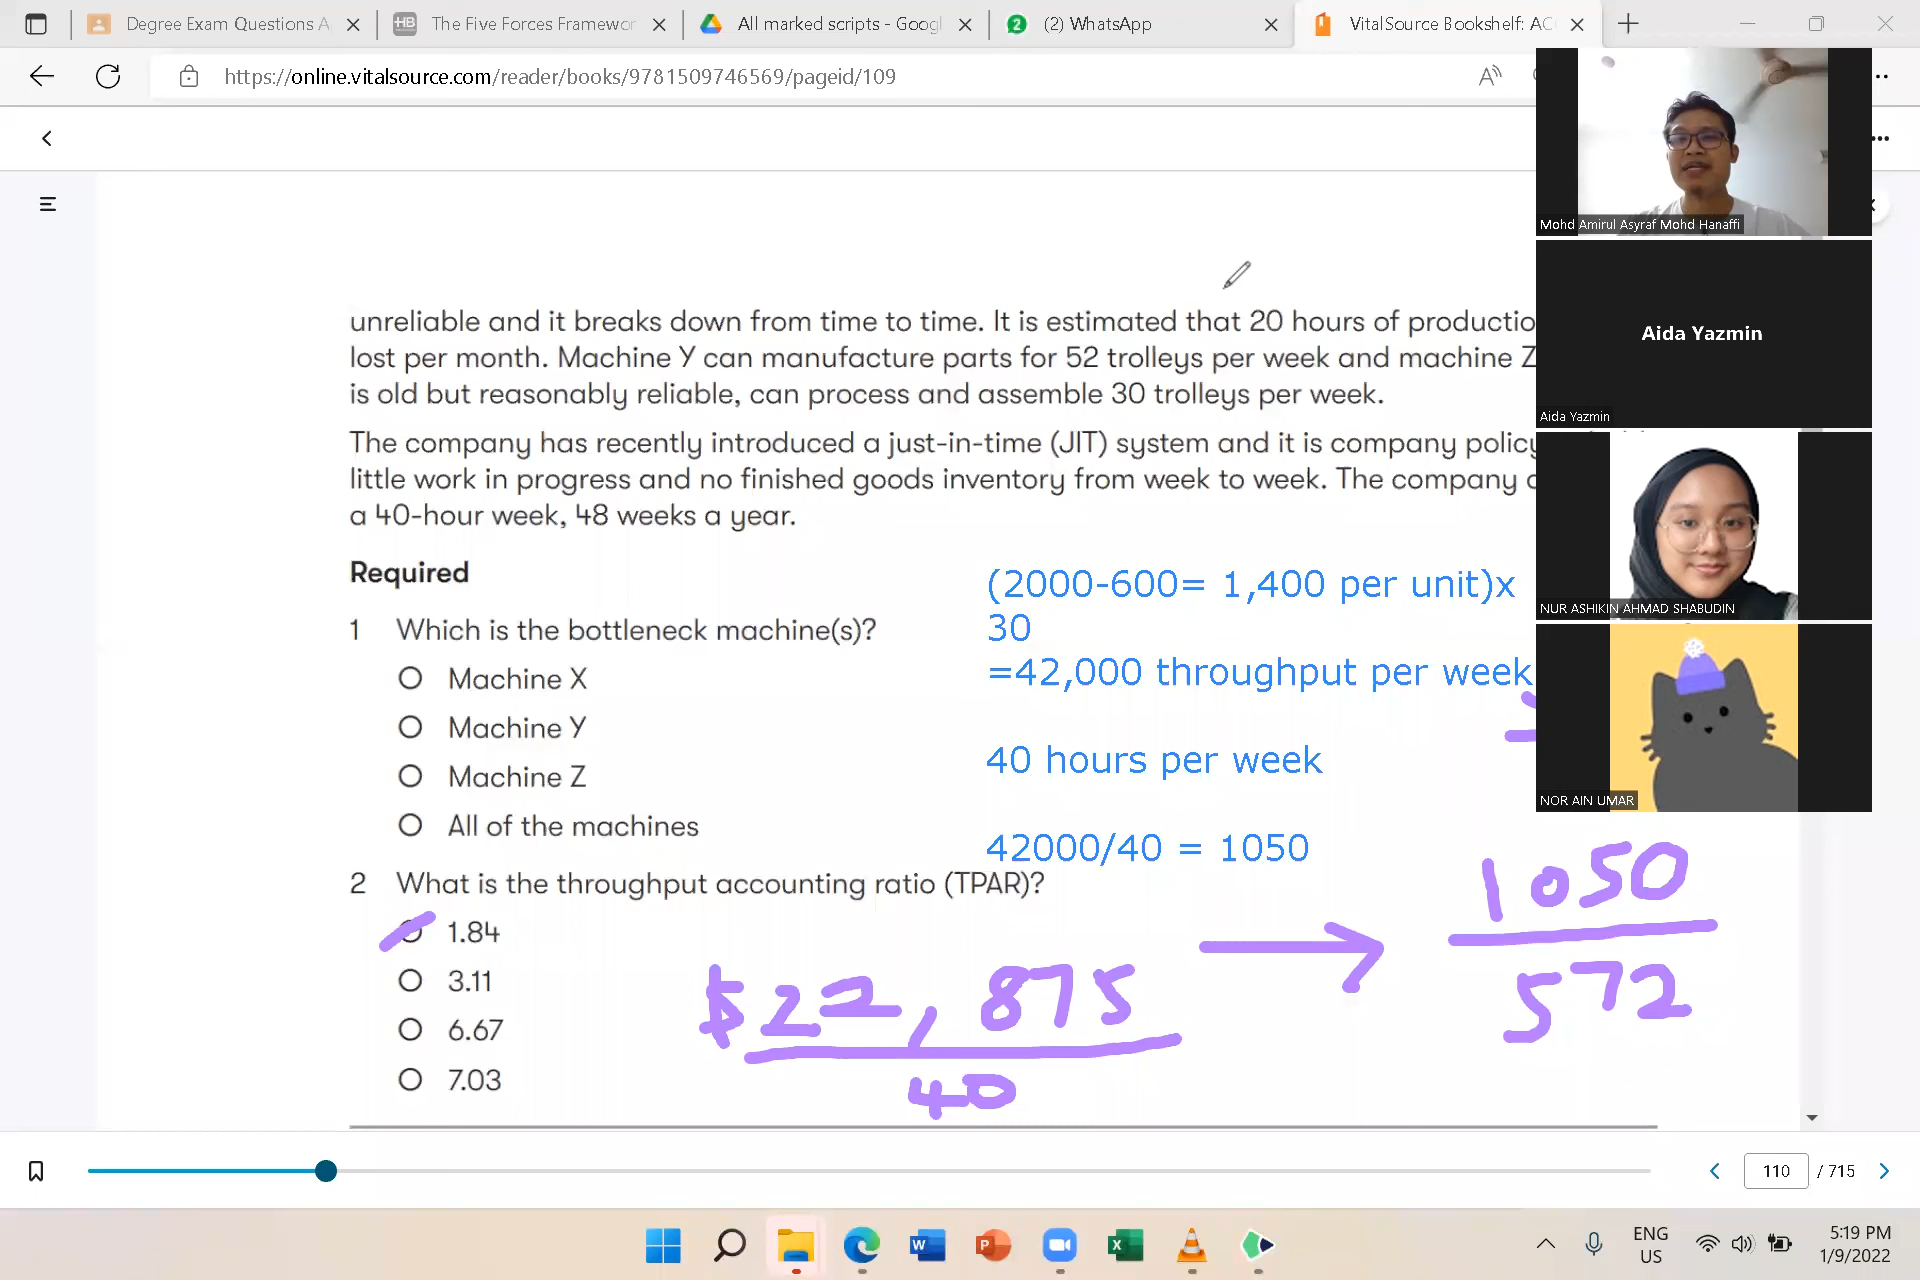 Degree Exam Questions A
The Five Forces Framewor
All marked scripts - Googl
(2) WhatsApp
VitalSource Bookshelf: AC
https://online.vitalsource.com/reader/books/9781509746569/pageid/109
unreliable and it breaks down from time to time. It is estimated that 20 hours of productio
lost per month. Machine Y can manufacture parts for 52 trolleys per week and machine Z
is old but reasonably reliable, can process and assemble 30 trolleys per week.
The company has recently introduced a just-in-time (JIT) system and it is company policy
little work in progress and no finished goods inventory from week to week. The company o
a 40-hour week, 48 weeks a year.
Required
1 Which is the bottleneck machine(s)?
Machine X
Machine Y
Machine Z
All of the machines
2 What is the throughput accounting ratio (TPAR)?
1.84
3.11
6.67
7.03
(2000-600= 1,400 per unit)x
30
=42,000 throughput per week
40 hours per week
42000/40 = 1050
$22,875
40
1050
572
Mohd Amirul Asyraf Mohd Hanaffi
Aida Yazmin
Aida Yazmin
NUR ASHIKIN AHMAD SHABUDIN
NOR AIN UMAR
110 / 715
ENG
US
5:19 PM
1/9/2022